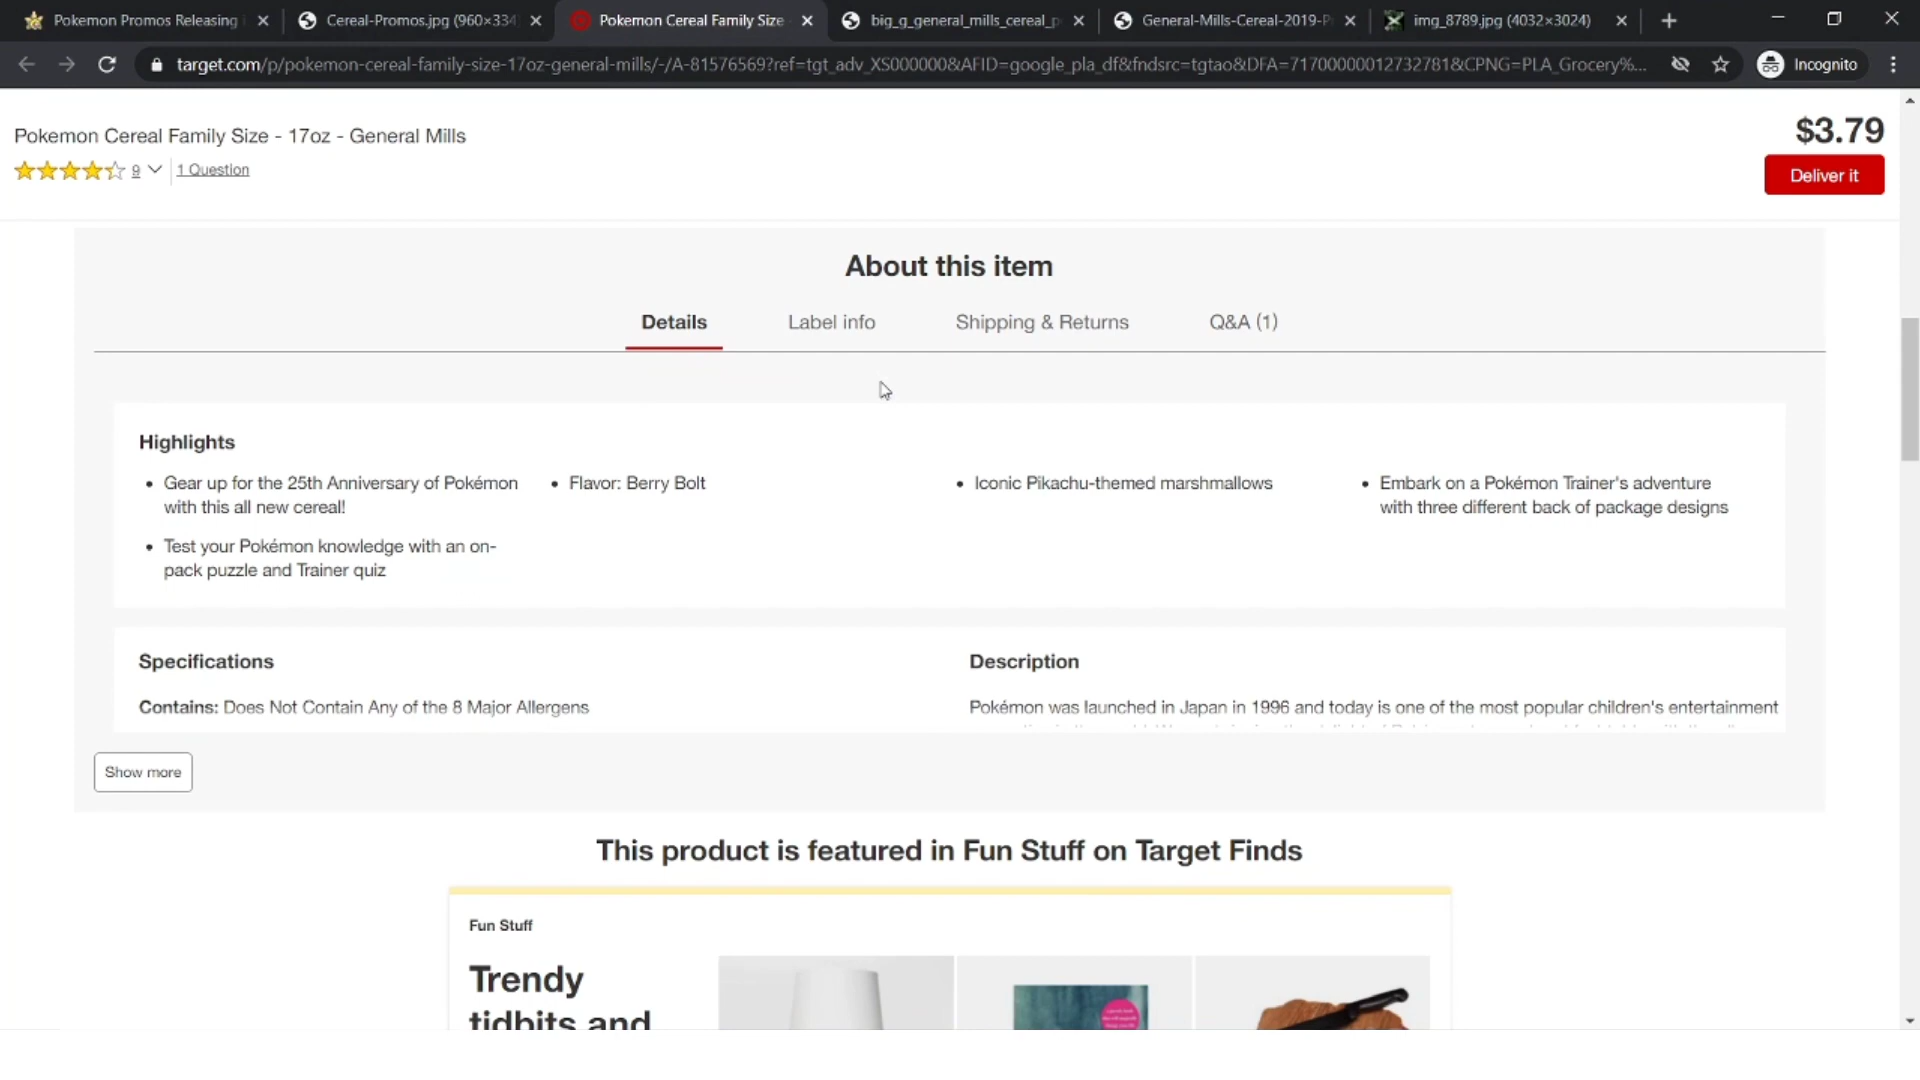 Pokemon Promos Releasing
Cereal-Promos.jpg (960×334
Pokemon Cereal Family Size
big_g_general_mills_cereal_p
General-Mills-Cereal-2019-P
img_8789.jpg (4032×3024)
target.com/p/pokemon-cereal-family-size-17oz-general-mills/-/A-81576569?ref=tgt_adv_XS000000&AFID=google_pla_df&fndsrc=tgtao&DFA=71700000012732781&CPNG=PLA_Grocery%...
Incognito
Pokemon Cereal Family Size - 17oz - General Mills
$3.79
9
1 Question
Deliver it
About this item
Details
Label info
Shipping & Returns
Q&A (1)
Highlights
• Gear up for the 25th Anniversary of Pokémon
with this all new cereal!
• Flavor: Berry Bolt
• Iconic Pikachu-themed marshmallows
• Embark on a Pokémon Trainer's adventure
with three different back of package designs
• Test your Pokémon knowledge with an on-
pack puzzle and Trainer quiz
Specifications
Contains: Does Not Contain Any of the 8 Major Allergens
Description
Pokémon was launched in Japan in 1996 and today is one of the most popular children's entertainment
Show more
This product is featured in Fun Stuff on Target Finds
Fun Stuff
Trendy
tidbits and